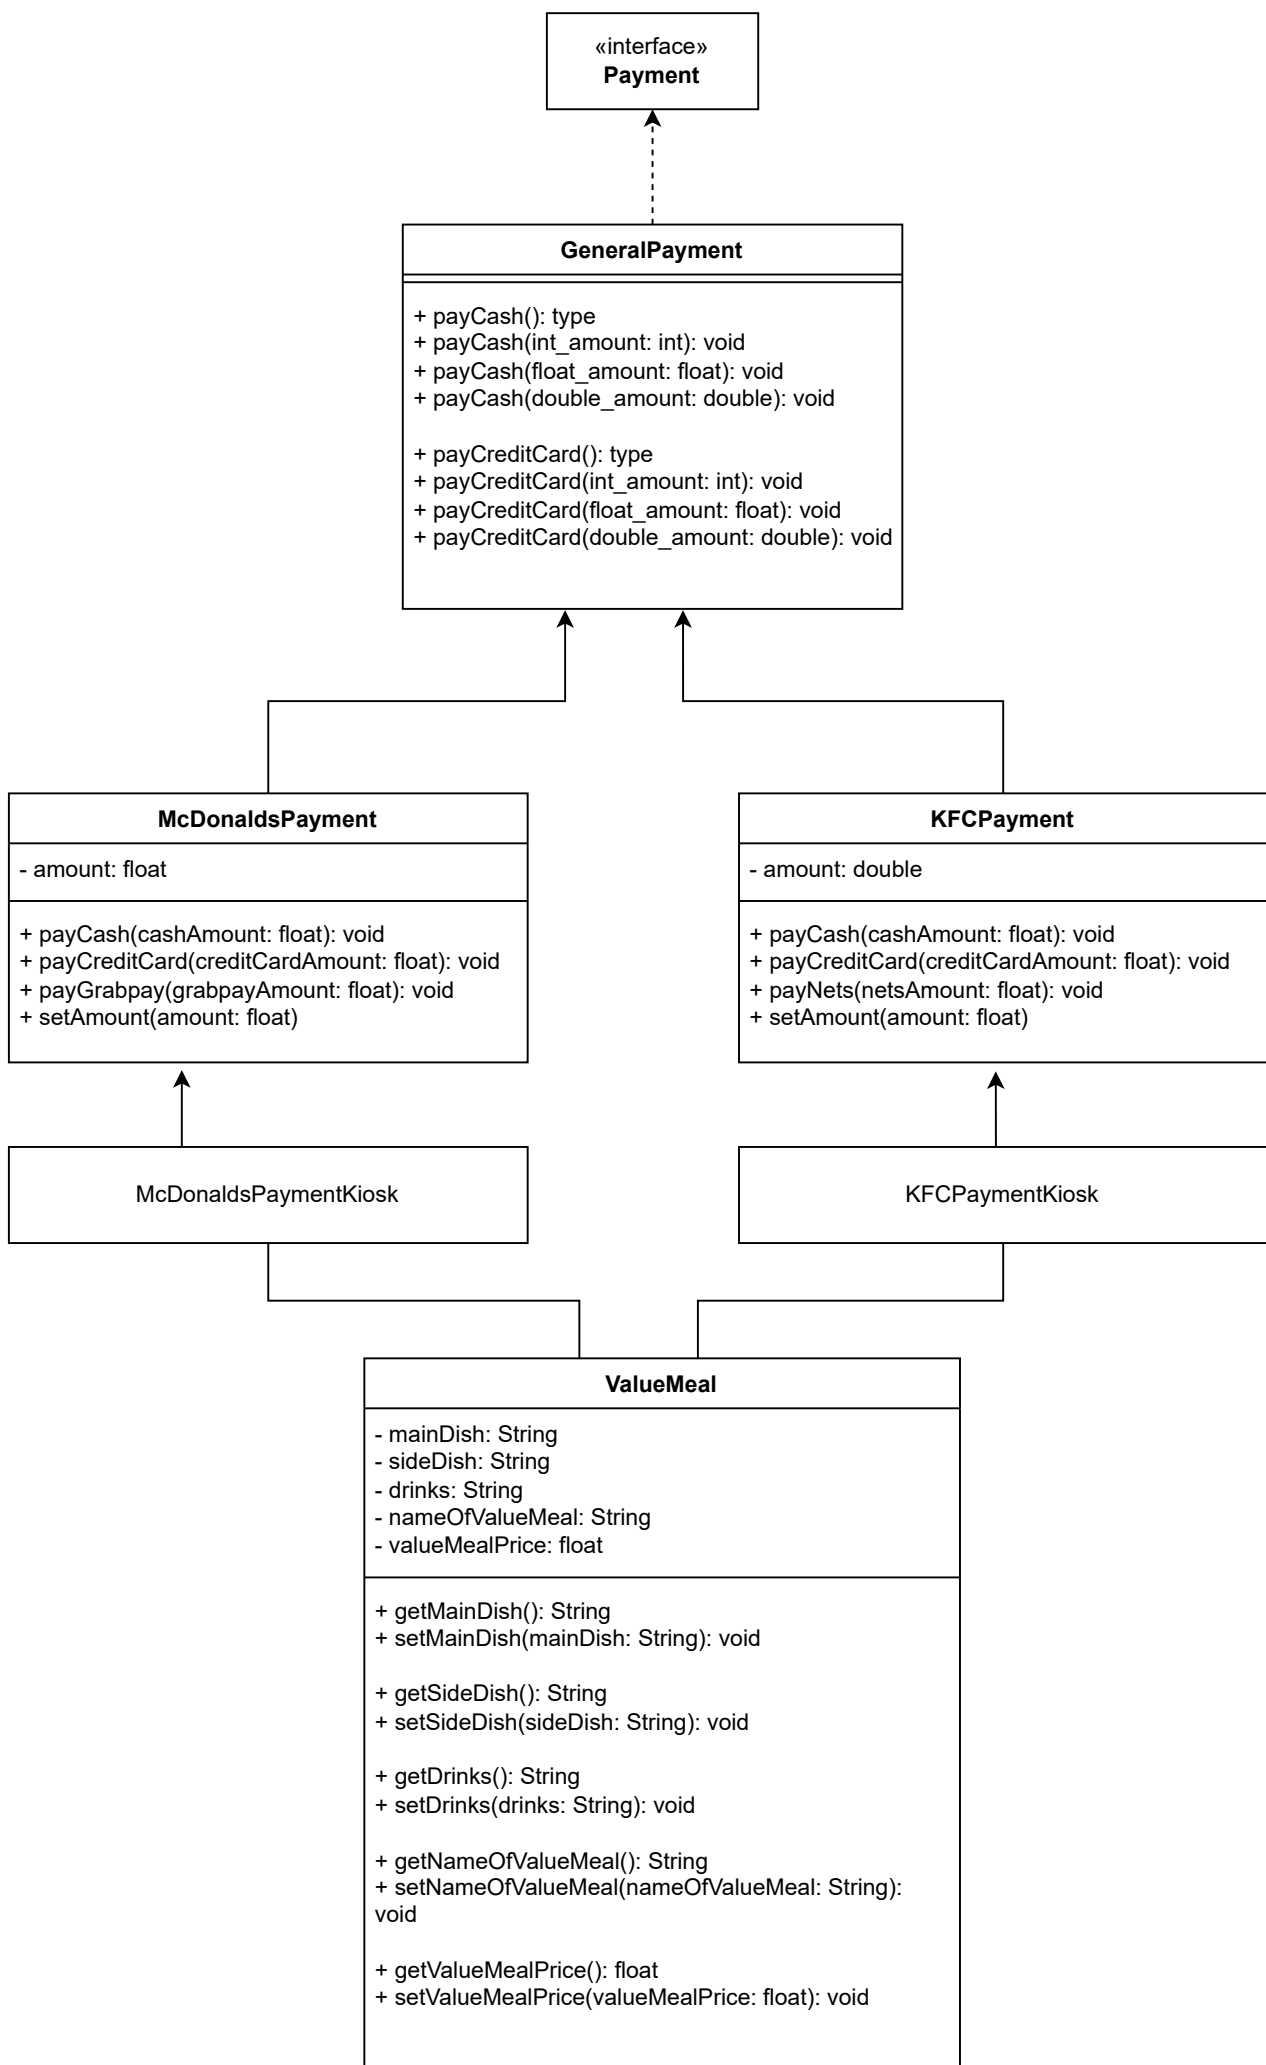 «interface»
Payment
GeneralPayment
+ payCash(): type
+ payCash(int_amount: int): void
+ payCash(float_amount: float): void
+ payCash(double_amount: double): void
+ payCreditCard(): type
+ payCreditCard(int_amount: int): void
+ payCreditCard(float_amount: float): void
+ payCreditCard(double_amount: double): void
McDonaldsPayment
- amount: float
+ payCash(cashAmount: float): void
+ payCreditCard(creditCardAmount: float): void
+ payGrabpay(grabpayAmount: float): void
+ setAmount(amount: float)
KFCPayment
- amount: double
+ payCash(cashAmount: float): void
+ payCreditCard(creditCardAmount: float): void
+ payNets(netsAmount: float): void
+ setAmount(amount: float)
McDonaldsPaymentKiosk
KFCPaymentKiosk
ValueMeal
- mainDish: String
- sideDish: String
- drinks: String
- nameOfValueMeal: String
- valueMealPrice: float
+ getMainDish(): String
+ setMainDish(mainDish: String): void
+ getSideDish(): String
+ setSideDish(sideDish: String): void
+ getDrinks(): String
+ setDrinks(drinks: String): void
+ getNameOfValueMeal(): String
+ setNameOfValueMeal(nameOfValueMeal: String):
void
+ getValueMealPrice(): float
+ setValueMealPrice(valueMealPrice: float): void